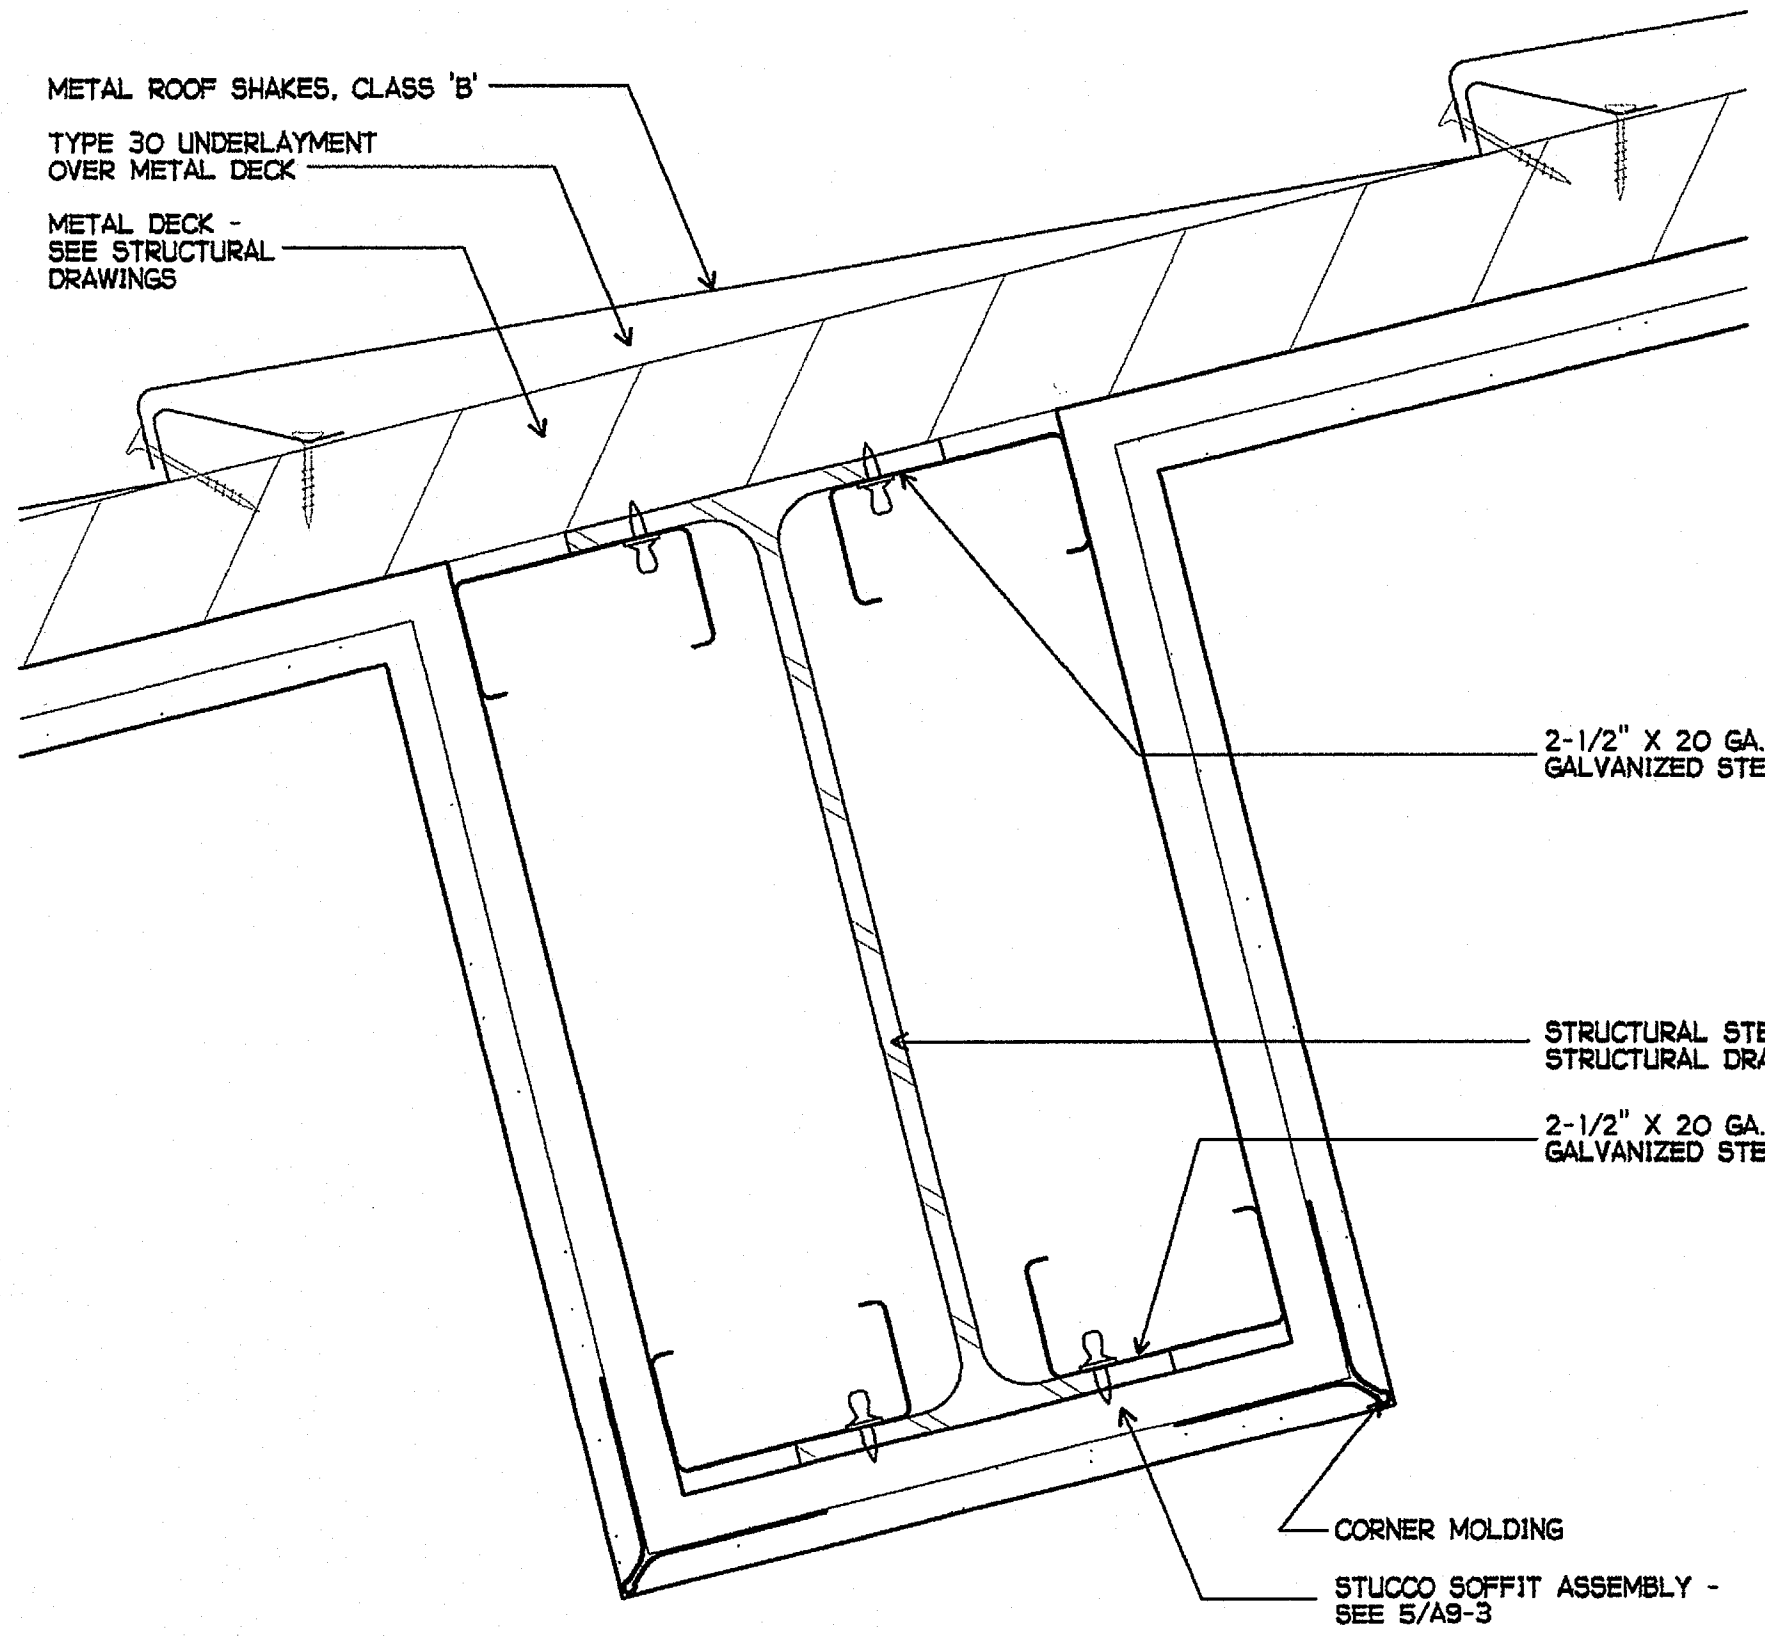 METAL ROOF SHAKES, CLASS 'B'
TYPE 30 UNDERLAYMENT
OVER METAL DECK
METAL DECK -
SEE STRUCTURAL
DRAWINGS
2-1/2" X 20 GA.
GALVANIZED STE
STRUCTURAL STE
STRUCTURAL DRA
2-1/2" X 20 GA.
GALVANIZED STE
CORNER MOLDING
STUCCO SOFFIT ASSEMBLY -
SEE 5/A9-3